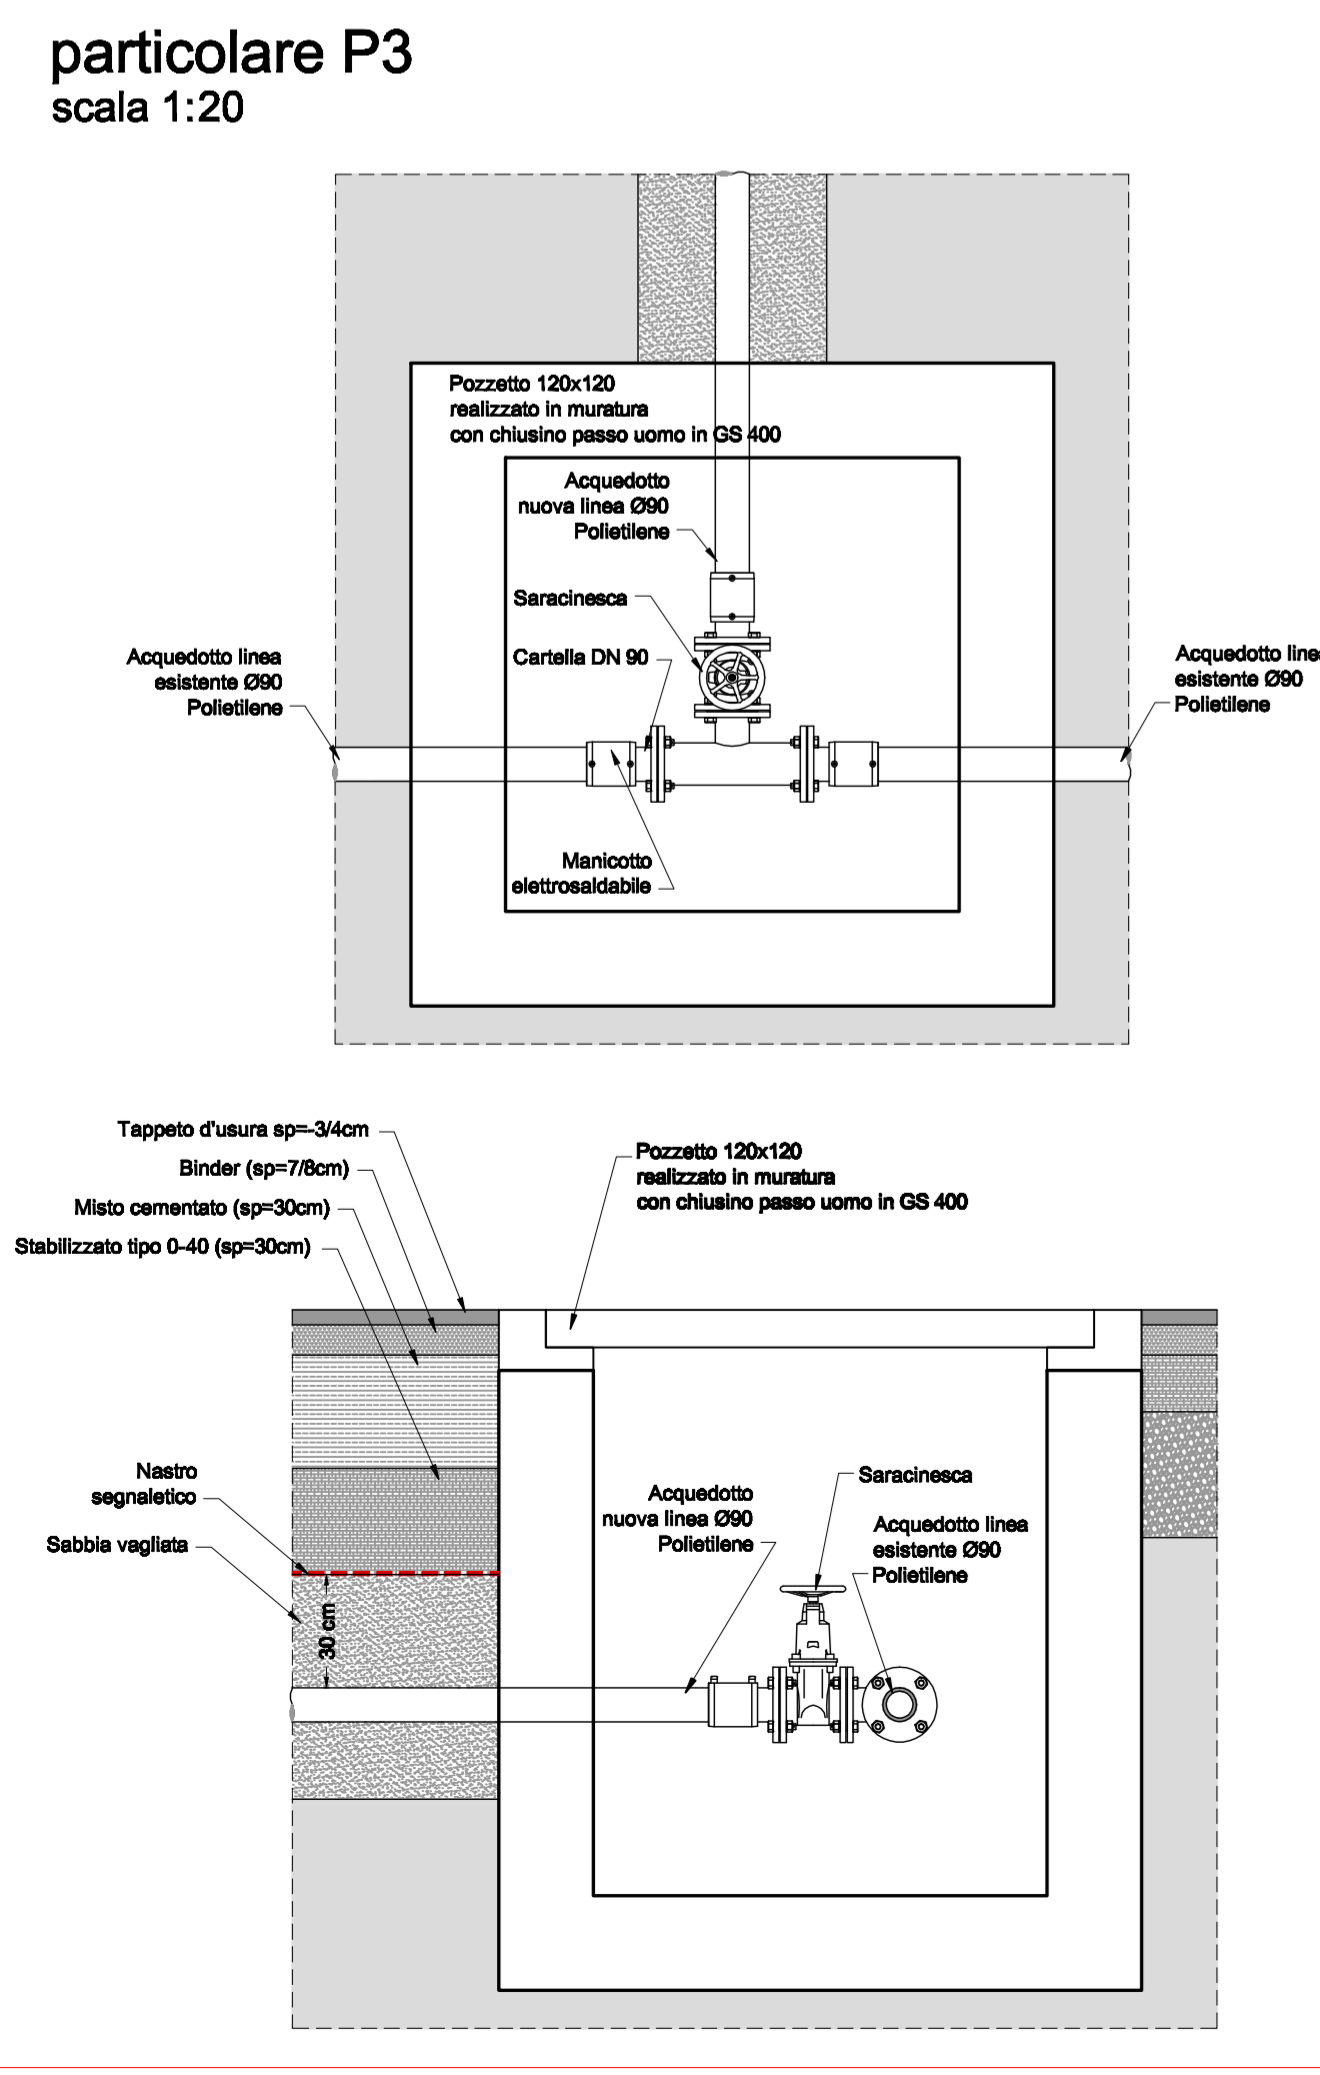 particolare P3
scala 1:20
Pozzetto 120x120
realizzato in muratura
con chiusino passo uomo in GS 400
Acquedotto
nuova linea Ø90
Polietilene
Saracinesca
Cartella DN 90
Acquedotto linea
esistente Ø90
Polietilene
Acquedotto line
esistente Ø90
Polietilene
Manicotto
elettrosaldabile
Tappeto d'usura sp=-3/4cm
Binder (sp=7/8cm)
Misto cementato (sp=30cm)
Stabilizzato tipo 0-40 (sp=30cm)
Pozzetto 120x120
realizzato in muratura
con chiusino passo uomo in GS 400
Nastro
segnaletico
Sabbia vagliata
30 cm
Acquedotto
nuova linea Ø90
Polietilene
Saracinesca
Acquedotto linea
esistente Ø90
Polietilene